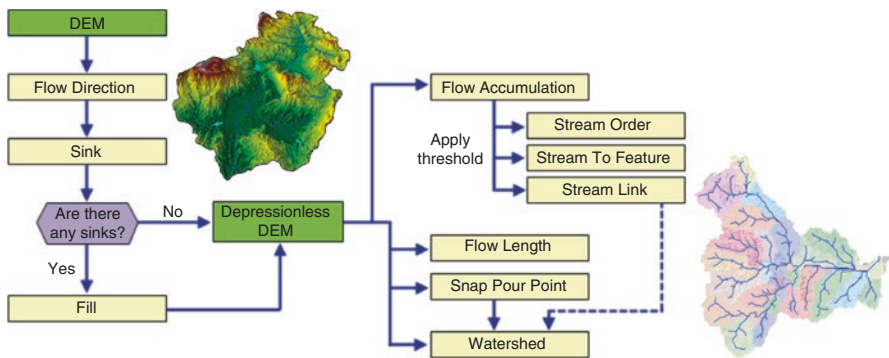 DEM
Flow Direction
Sink
Are there
any sinks?
No
Yes
Fill
Depressionless
DEM
Flow Accumulation
Apply
threshold
Stream Order
Stream To Feature
Stream Link
Flow Length
Snap Pour Point
Watershed